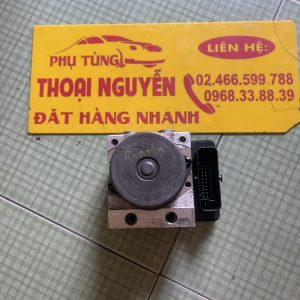 PHỤ TÙNG
THOẠI NGUYỄN
ĐẶT HÀNG NHANH
LIÊN HỆ:
02.466.599 788
0968.33.88.39